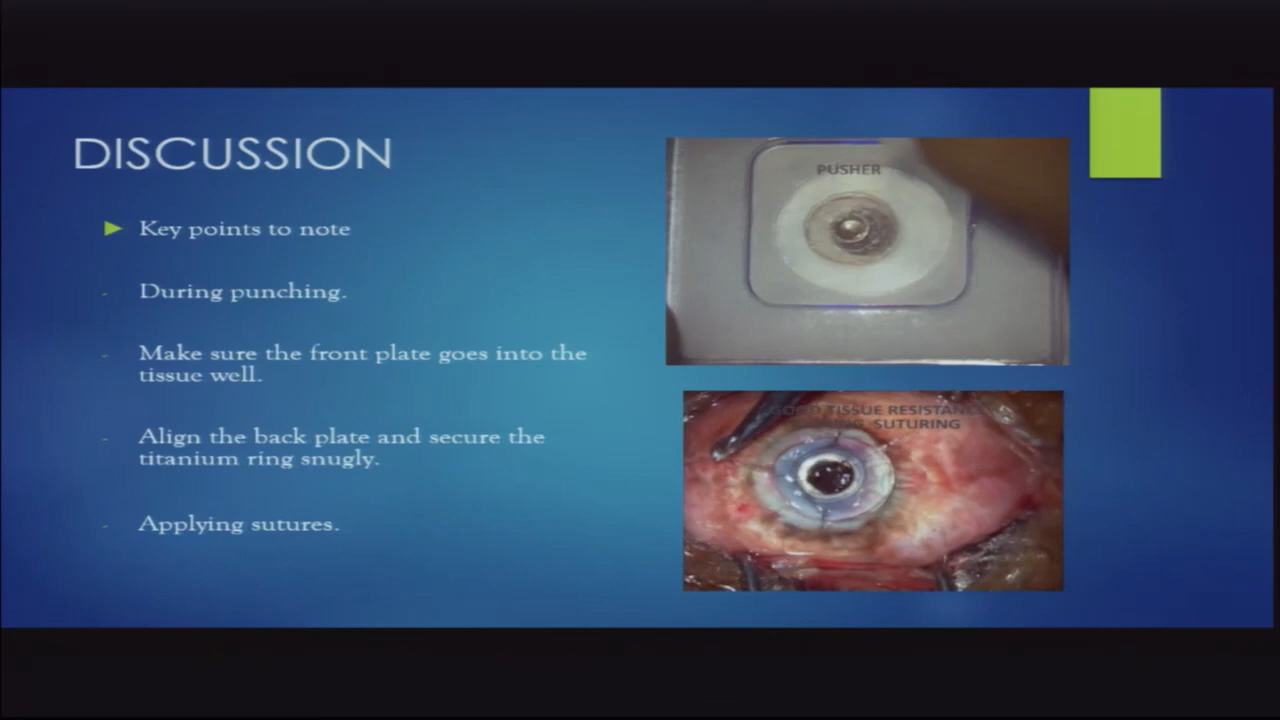 DISCUSSION
Key points to note
- During punching.
- Make sure the front plate goes into the
tissue well.
- Align the back plate and secure the
titanium ring snugly.
- Applying sutures.
PUSHER
TISSUE RESISTANCE
SUTURING